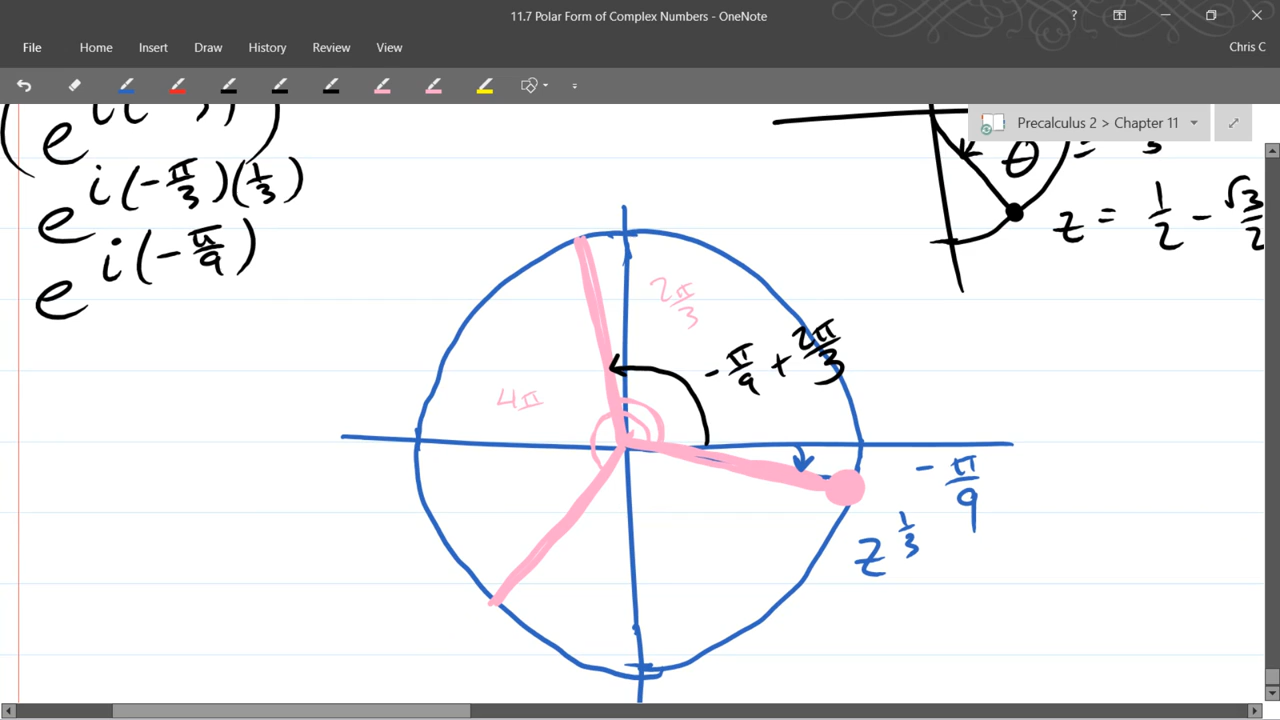 11.7 Polar Form of Complex Numbers - OneNote
?
File Home Insert Draw History Review View
Chris C
Precalculus 2 > Chapter 11
e^{i(
e^{i(-π/3)(1/3)}
e^{i(-π/9)}
θ =
z = 1/2 - √3/2
2π/3
-π/9 + 2π/3
4π
-π/9
z^{1/3}